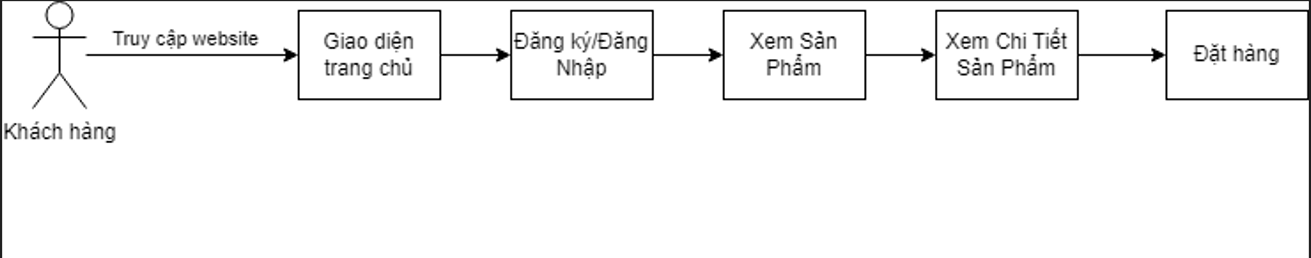 Truy cập website
Giao diện
trang chủ
Đăng ký/Đăng
Nhập
Xem Sản
Phẩm
Xem Chi Tiết
Sản Phẩm
Đặt hàng
Khách hàng